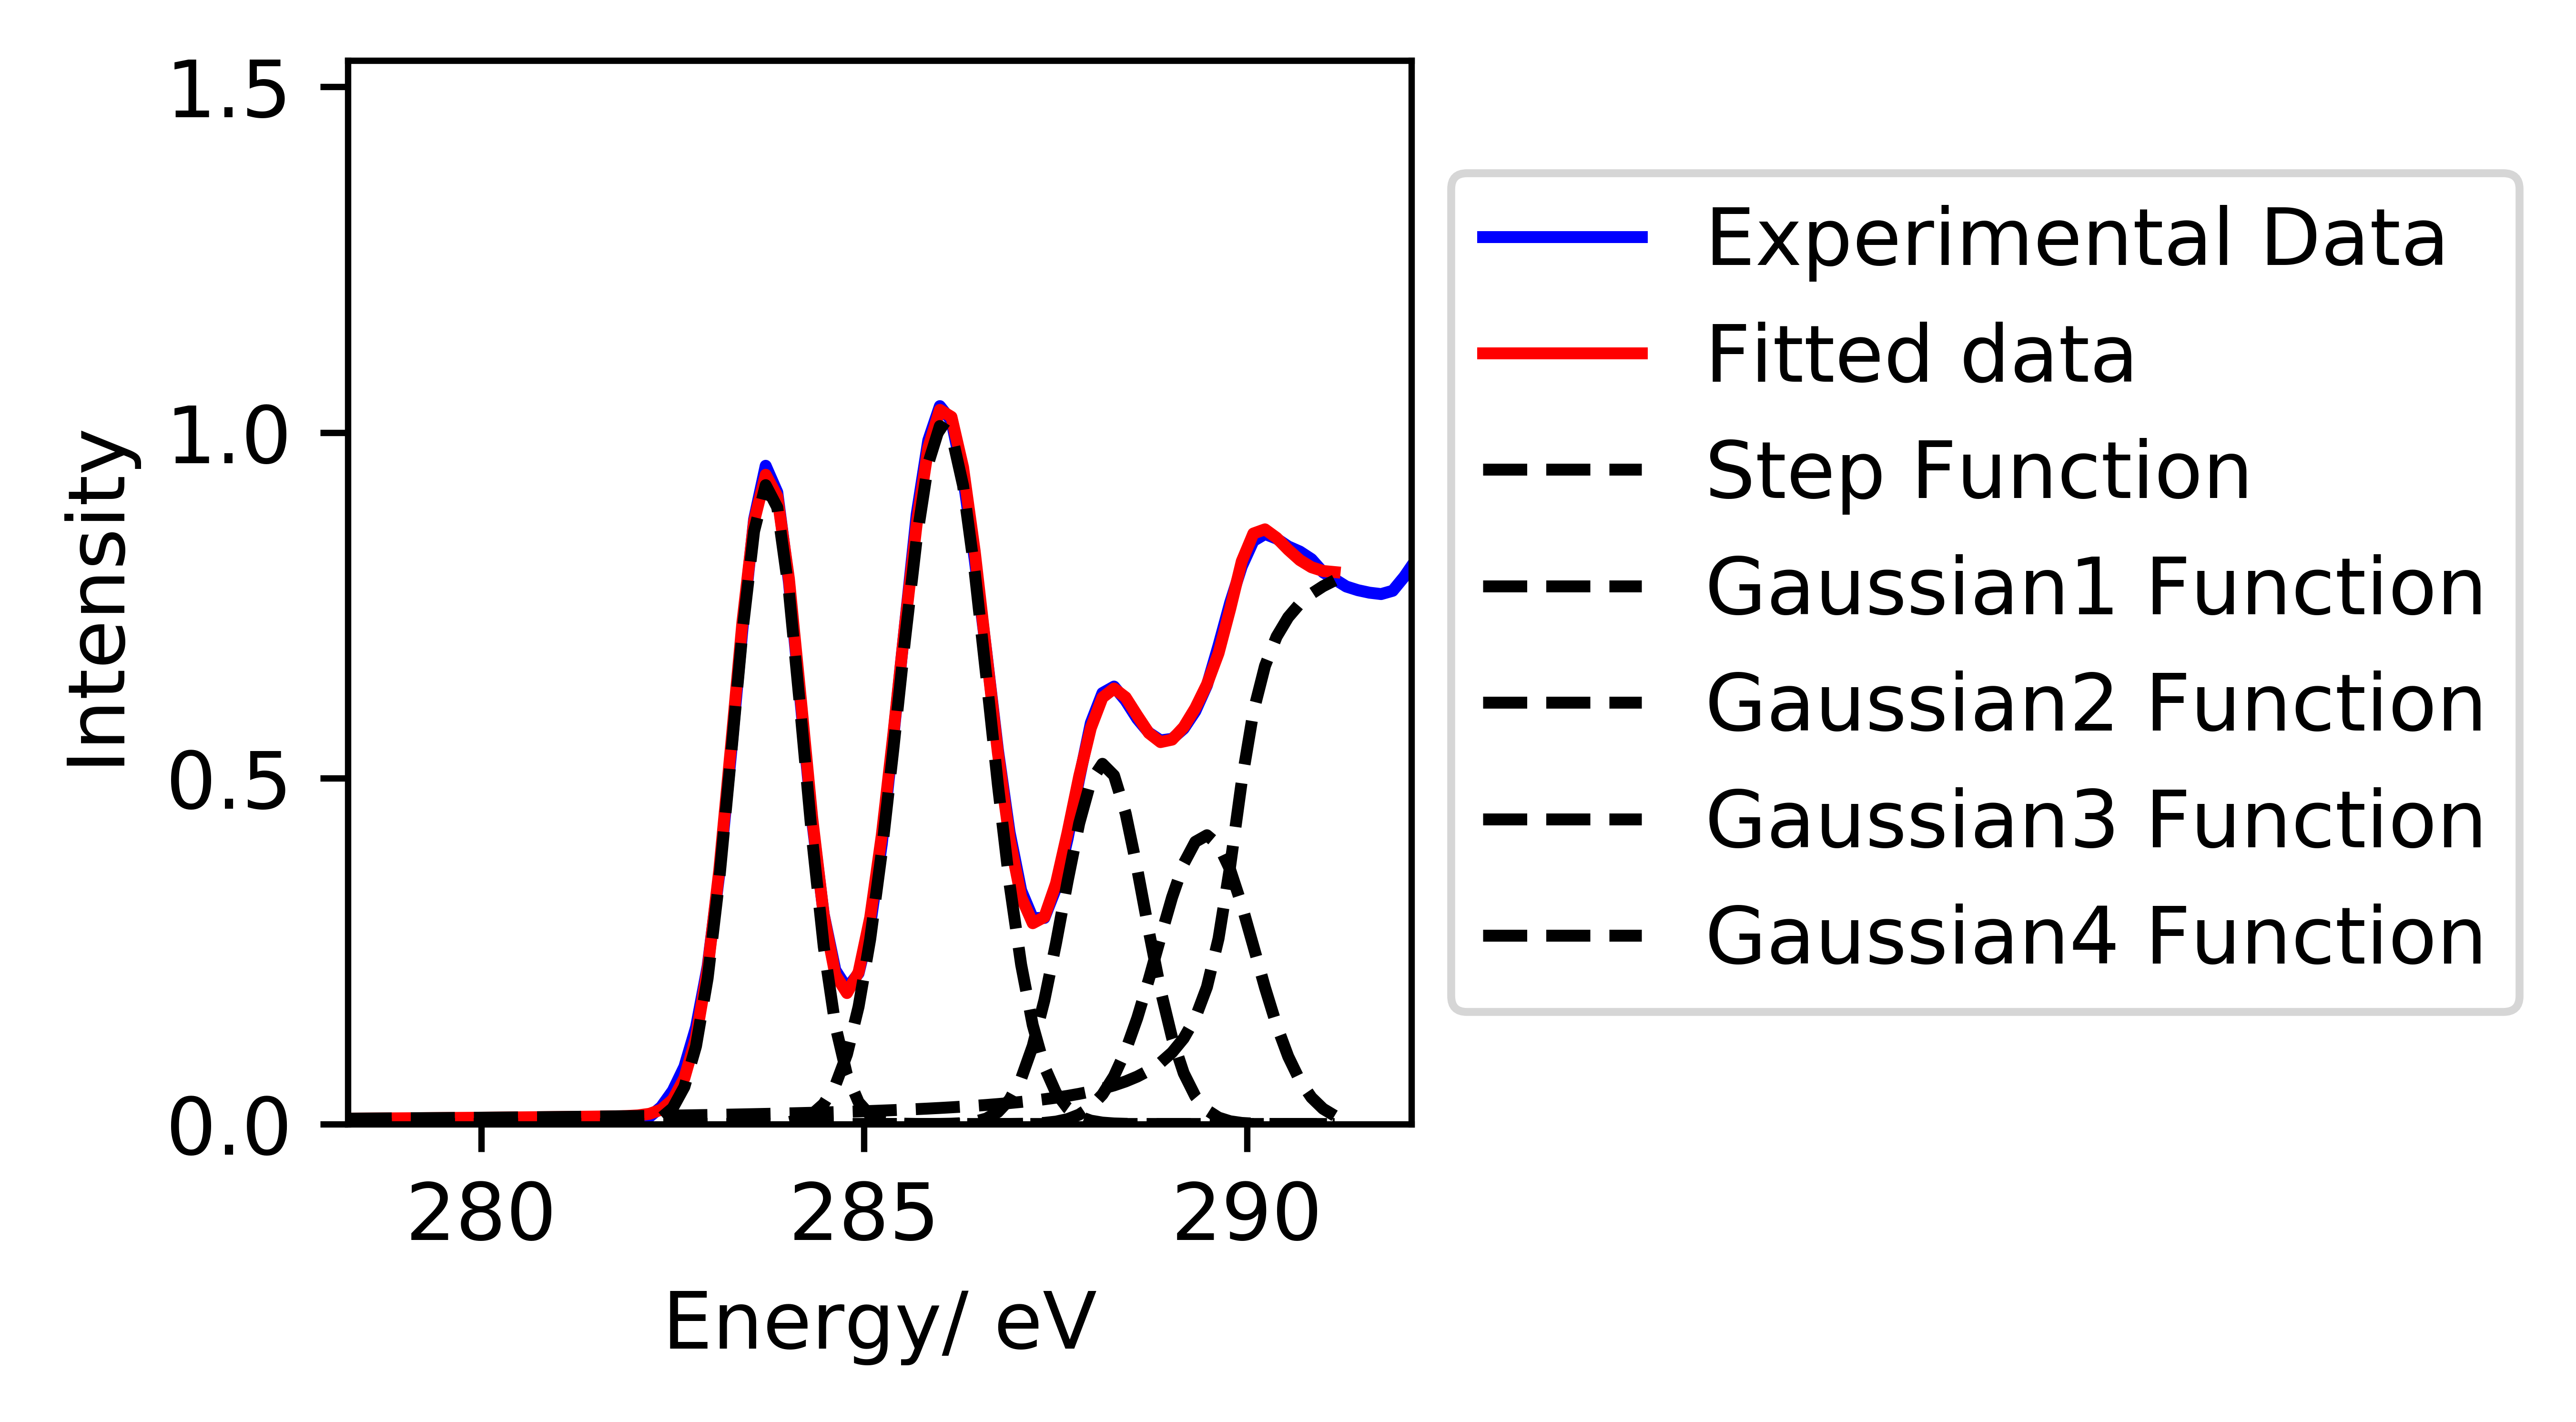 1.5
1.0
0.5
0.0
Intensity
280 285 290
Energy/ eV
Experimental Data
Fitted data
Step Function
Gaussian1 Function
Gaussian2 Function
Gaussian3 Function
Gaussian4 Function